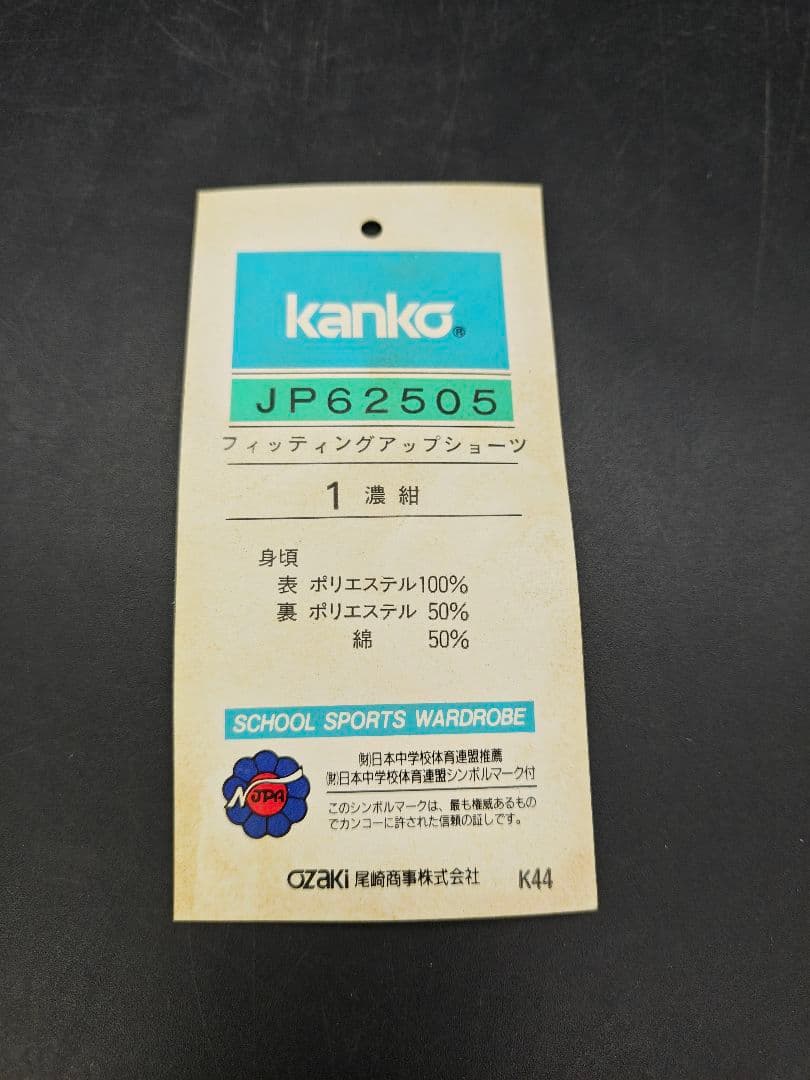 kanko®
JP62505
フィッティングアップショーツ
1 濃紺
身頃
表 ポリエステル100%
裏 ポリエステル 50%
綿 50%
SCHOOL SPORTS WARDROBE
NJPA
(財)日本中学校体育連盟推薦
(財)日本中学校体育連盟シンボルマーク付
このシンボルマークは、最も権威あるもの
でカンコーに許された信頼の証しです。
OZAKI 尾崎商事株式会社 K44